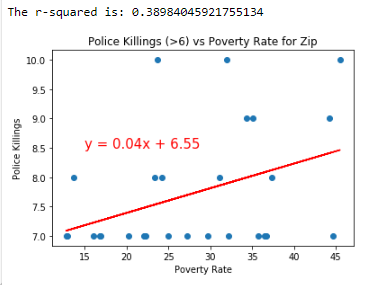 The r-squared is: 0.38984045921755134
Police Killings (>6) vs Poverty Rate for Zip
10.0
9.5
9.0
8.5
8.0
7.5
7.0
Police Killings
y = 0.04x + 6.55
15
20
25
30
35
40
45
Poverty Rate